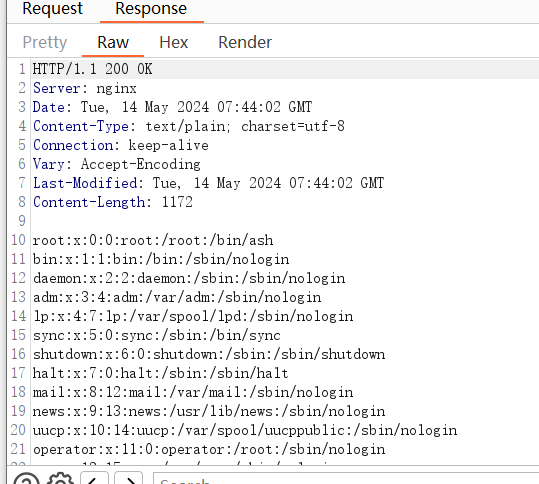 Request Response
Pretty Raw Hex Render
1 HTTP/1.1 200 OK
2 Server: nginx
3 Date: Tue, 14 May 2024 07:44:02 GMT
4 Content-Type: text/plain; charset=utf-8
5 Connection: keep-alive
6 Vary: Accept-Encoding
7 Last-Modified: Tue, 14 May 2024 07:44:02 GMT
8 Content-Length: 1172
9
10 root:x:0:0:root:/root:/bin/ash
11 bin:x:1:1:bin:/bin:/sbin/nologin
12 daemon:x:2:2:daemon:/sbin:/sbin/nologin
13 adm:x:3:4:adm:/var/adm:/sbin/nologin
14 lp:x:4:7:lp:/var/spool/lpd:/sbin/nologin
15 sync:x:5:0:sync:/sbin:/bin/sync
16 shutdown:x:6:0:shutdown:/sbin:/sbin/shutdown
17 halt:x:7:0:halt:/sbin:/sbin/halt
18 mail:x:8:12:mail:/var/mail:/sbin/nologin
19 news:x:9:13:news:/usr/lib/news:/sbin/nologin
20 uucp:x:10:14:uucp:/var/spool/uucppublic:/sbin/nologin
21 operator:x:11:0:operator:/root:/sbin/nologin
Search